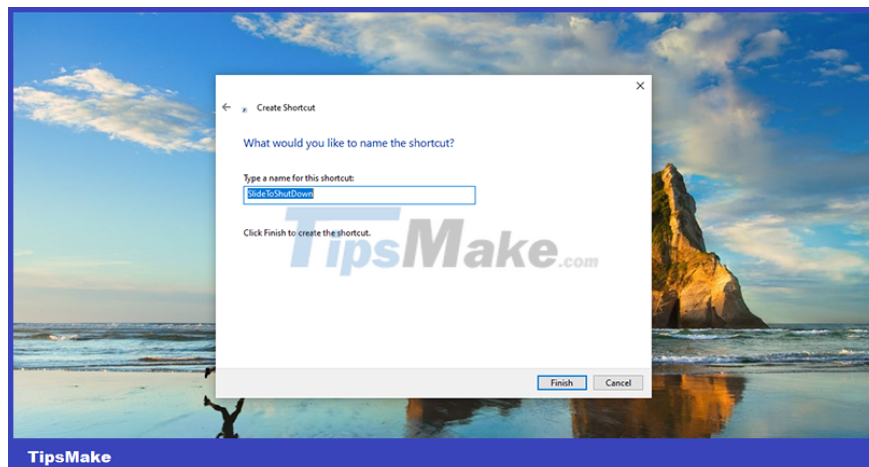 Create Shortcut
What would you like to name the shortcut?
Type a name for this shortcut:
SlideToShutDown
Click Finish to create the shortcut.
TipsMake.com
Finish Cancel
TipsMake